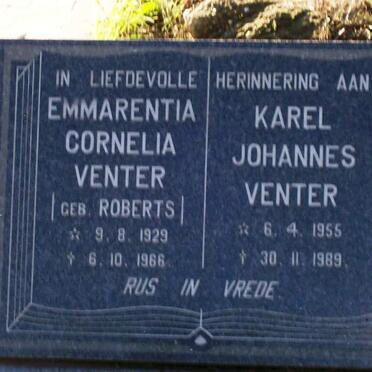 IN LIEFDEVOLLE HERINNERING AAN
EMMARENTIA
CORNELIA
VENTER
|GEB. ROBERTS|
☆ 9. 8. 1929
† 6. 10. 1966
KAREL
JOHANNES
VENTER
☆ 6. 4. 1955
† 30. 11. 1989.
RUS IN VREDE